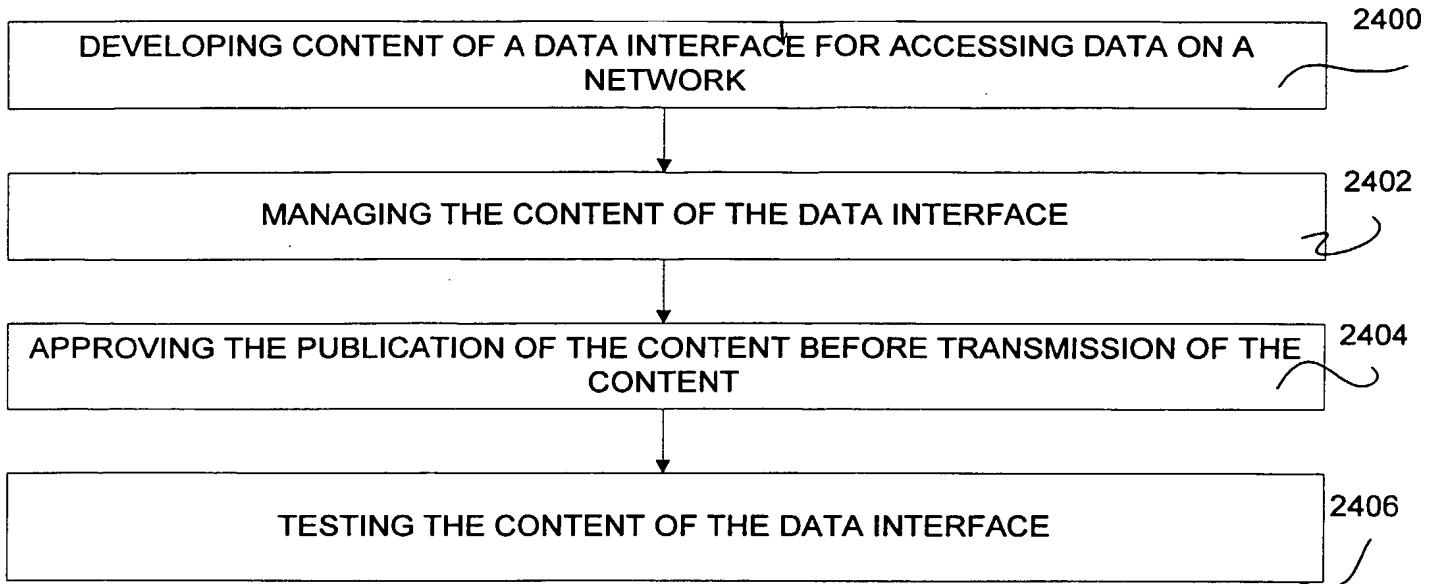 2400
DEVELOPING CONTENT OF A DATA INTERFACE FOR ACCESSING DATA ON A
NETWORK
2402
MANAGING THE CONTENT OF THE DATA INTERFACE
2404
APPROVING THE PUBLICATION OF THE CONTENT BEFORE TRANSMISSION OF THE
CONTENT
2406
TESTING THE CONTENT OF THE DATA INTERFACE